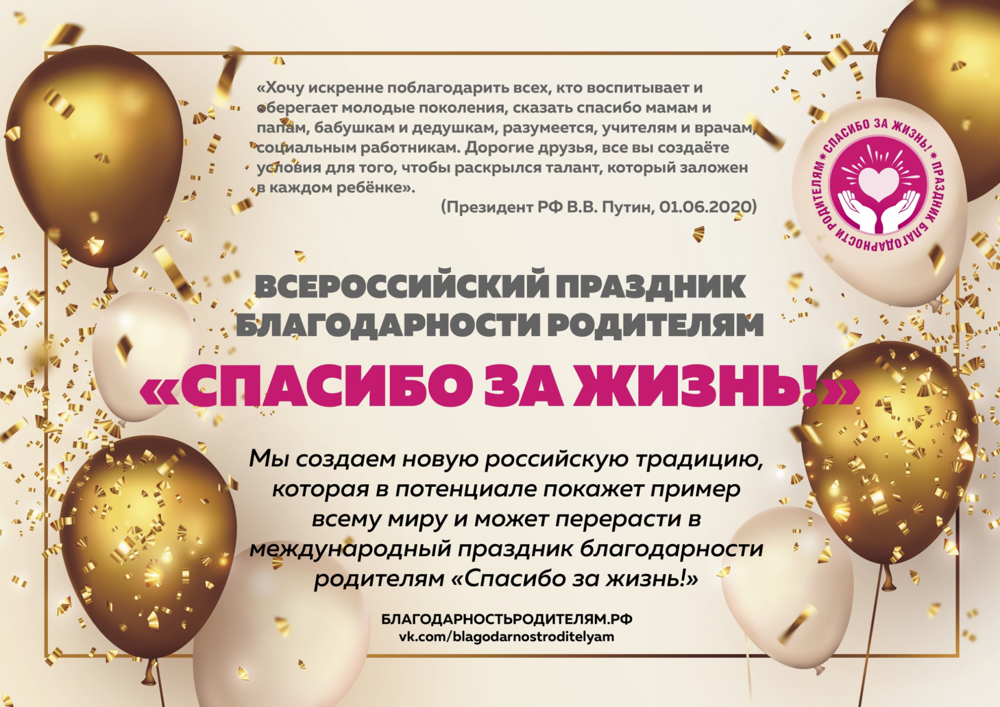 «Хочу искренне поблагодарить всех, кто воспитывает и
оберегает молодые поколения, сказать спасибо мамам и
папам, бабушкам и дедушкам, разумеется, учителям и врачам,
социальным работникам. Дорогие друзья, все вы создаёте
условия для того, чтобы раскрылся талант, который заложен
в каждом ребёнке».
(Президент РФ В.В. Путин, 01.06.2020)
СПАСИБО ЗА ЖИЗНЬ! * ПРАЗДНИК БЛАГОДАРНОСТИ РОДИТЕЛЯМ *
ВСЕРОССИЙСКИЙ ПРАЗДНИК
БЛАГОДАРНОСТИ РОДИТЕЛЯМ
«СПАСИБО ЗА ЖИЗНЬ!»
Мы создаем новую российскую традицию,
которая в потенциале покажет пример
всему миру и может перерасти в
международный праздник благодарности
родителям «Спасибо за жизнь!»
БЛАГОДАРНОСТЬРОДИТЕЛЯМ.РФ
vk.com/blagodarnostroditelyam